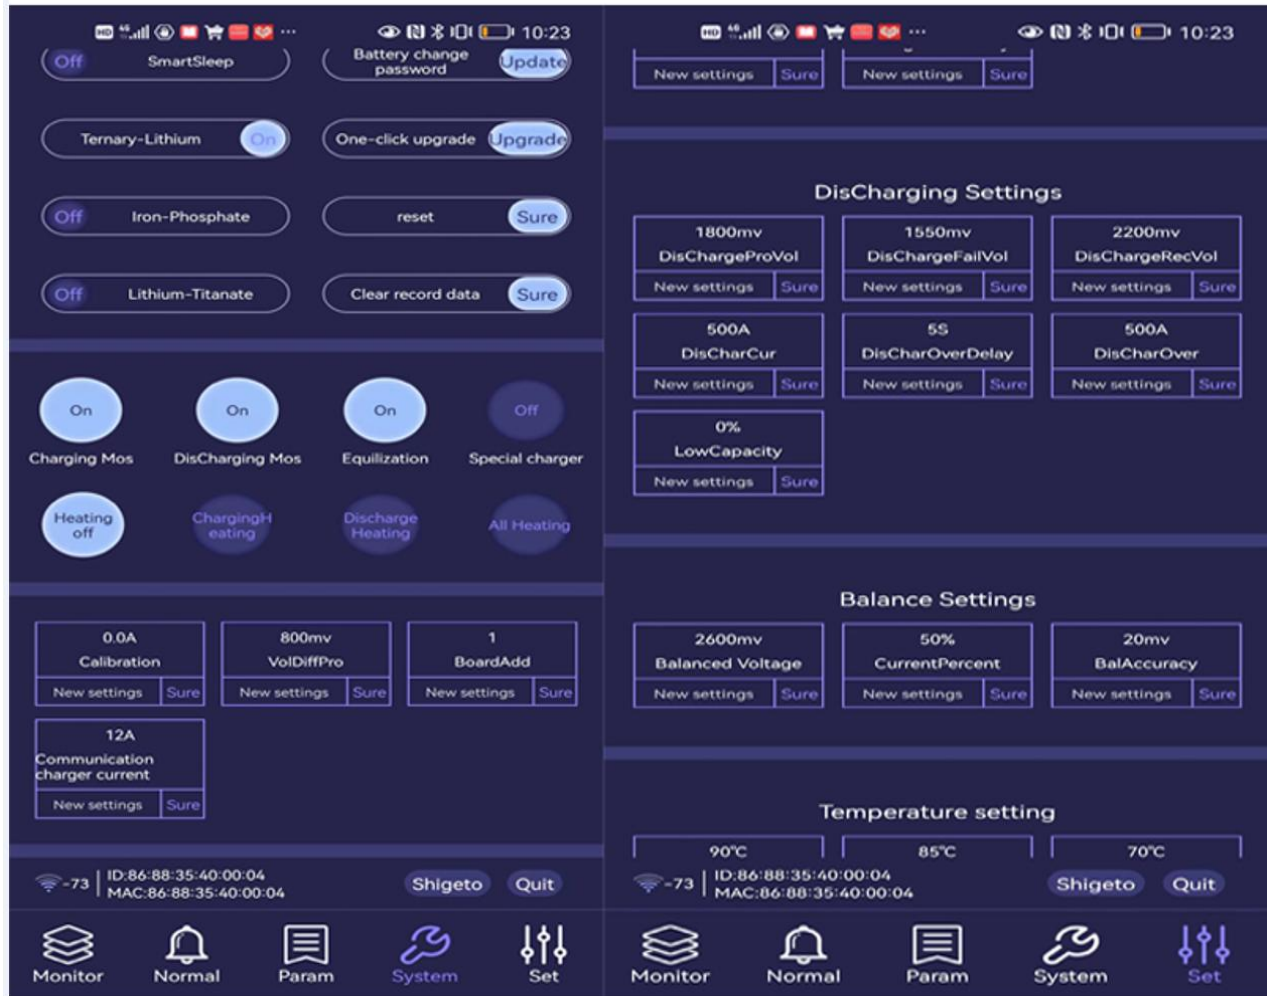 HD 4G 10:23
Off SmartSleep
Battery change
password
Update
Ternary-Lithium On
One-click upgrade Upgrade
Off Iron-Phosphate
reset Sure
Off Lithium-Titanate
Clear record data Sure
On On On Off
Charging Mos DisCharging Mos Equilization Special charger
Heating
off
ChargingH
eating
Discharge
Heating
All Heating
0.0A
Calibration
New settings Sure
800mv
VolDiffPro
New settings Sure
1
BoardAdd
New settings Sure
12A
Communication
charger current
New settings Sure
-73
ID:86:88:35:40:00:04
MAC:86:88:35:40:00:04
Shigeto Quit
Monitor Normal Param System Set
HD 4G 10:23
New settings Sure New settings Sure
DisCharging Settings
1800mv
DisChargeProVol
New settings Sure
1550mv
DisChargeFailVol
New settings Sure
2200mv
DisChargeRecVol
New settings Sure
500A
DisCharCur
New settings Sure
5S
DisCharOverDelay
New settings Sure
500A
DisCharOver
New settings Sure
0%
LowCapacity
New settings Sure
Balance Settings
2600mv
Balanced Voltage
New settings Sure
50%
CurrentPercent
New settings Sure
20mv
BalAccuracy
New settings Sure
Temperature setting
90℃ 85℃ 70℃
-73
ID:86:88:35:40:00:04
MAC:86:88:35:40:00:04
Shigeto Quit
Monitor Normal Param System Set